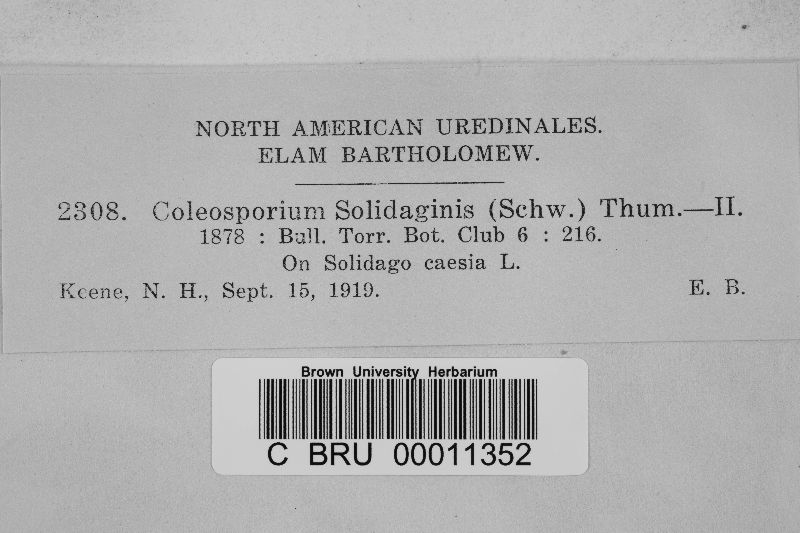 NORTH AMERICAN UREDINALES.
ELAM BARTHOLOMEW.
2308. Coleosporium Solidaginis (Schw.) Thum.—II.
1878 : Bull. Torr. Bot. Club 6 : 216.
On Solidago caesia L.
Keene, N. H., Sept. 15, 1919. E. B.
Brown University Herbarium
C BRU 00011352